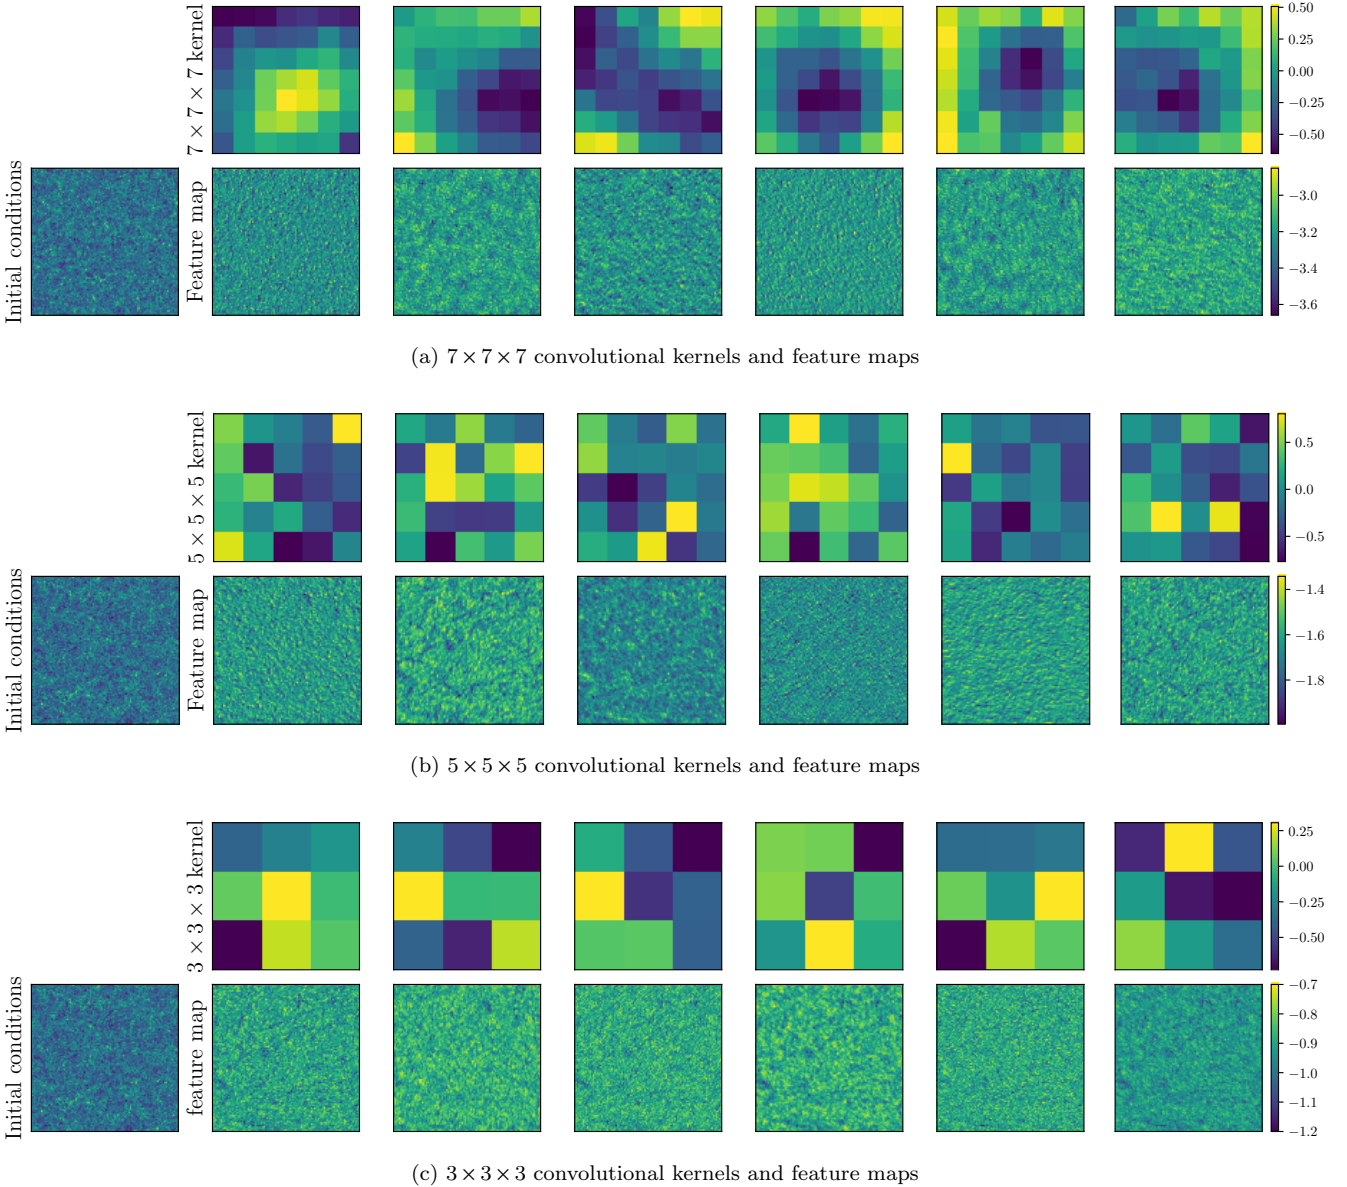 7 × 7 × 7 kernel
0.50
0.25
0.00
−0.25
−0.50
Initial conditions
Feature map
−3.0
−3.2
−3.4
−3.6
(a) 7 × 7 × 7 convolutional kernels and feature maps
5 × 5 × 5 kernel
0.5
0.0
−0.5
Initial conditions
Feature map
−1.4
−1.6
−1.8
(b) 5 × 5 × 5 convolutional kernels and feature maps
3 × 3 × 3 kernel
0.25
0.00
−0.25
−0.50
Initial conditions
feature map
−0.7
−0.8
−0.9
−1.0
−1.1
−1.2
(c) 3 × 3 × 3 convolutional kernels and feature maps